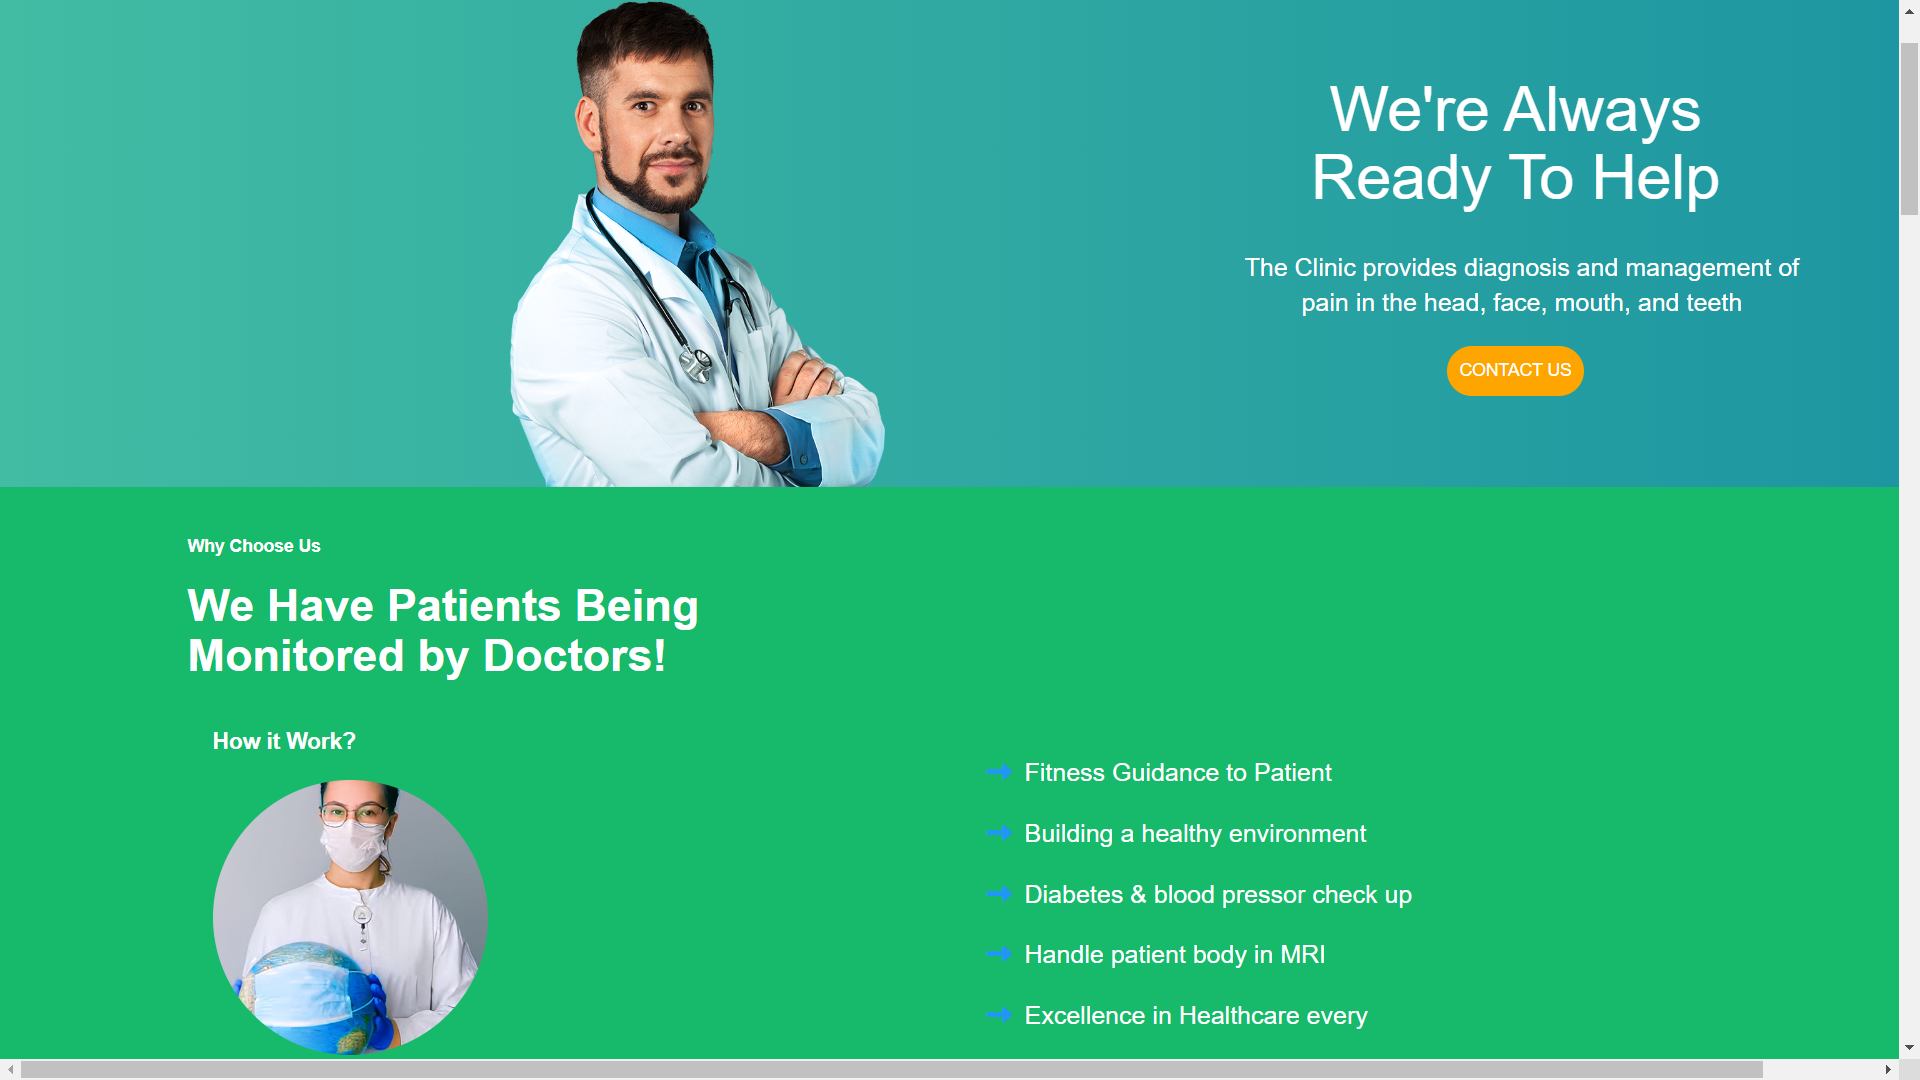 We're Always
Ready To Help
The Clinic provides diagnosis and management of
pain in the head, face, mouth, and teeth
CONTACT US
Why Choose Us
We Have Patients Being
Monitored by Doctors!
How it Work?
Fitness Guidance to Patient
Building a healthy environment
Diabetes & blood pressor check up
Handle patient body in MRI
Excellence in Healthcare every